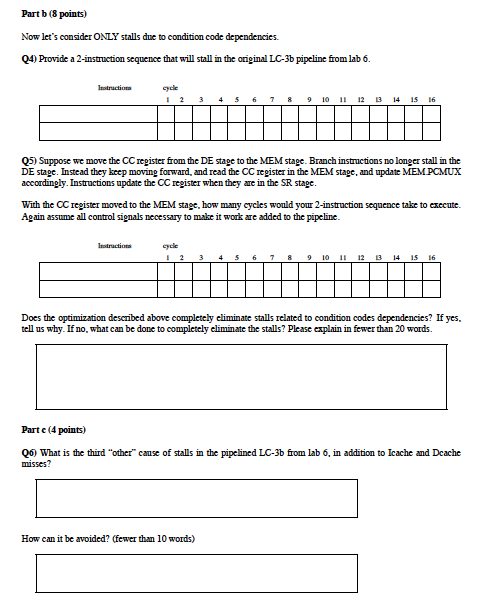 Part b (8 points)
Now let's consider ONLY stalls due to condition code dependencies.
Q4) Provide a 2-instruction sequence that will stall in the original LC-3b pipeline from lab 6.
Instructions cycle
1 2 3 4 5 6 7 8 9 10 11 12 13 14 15 16
Q5) Suppose we move the CC register from the DE stage to the MEM stage. Branch instructions no longer stall in the
DE stage. Instead they keep moving forward, and read the CC register in the MEM stage, and update MEM.PCMUX
accordingly. Instructions update the CC register when they are in the SR stage.
With the CC register moved to the MEM stage, how many cycles would your 2-instruction sequence take to execute.
Again assume all control signals necessary to make it work are added to the pipeline.
Instructions cycle
1 2 3 4 5 6 7 8 9 10 11 12 13 14 15 16
Does the optimization described above completely eliminate stalls related to condition codes dependencies? If yes,
tell us why. If no, what can be done to completely eliminate the stalls? Please explain in fewer than 20 words.
Part c (4 points)
Q6) What is the third "other" cause of stalls in the pipelined LC-3b from lab 6, in addition to Icache and Dcache
misses?
How can it be avoided? (fewer than 10 words)